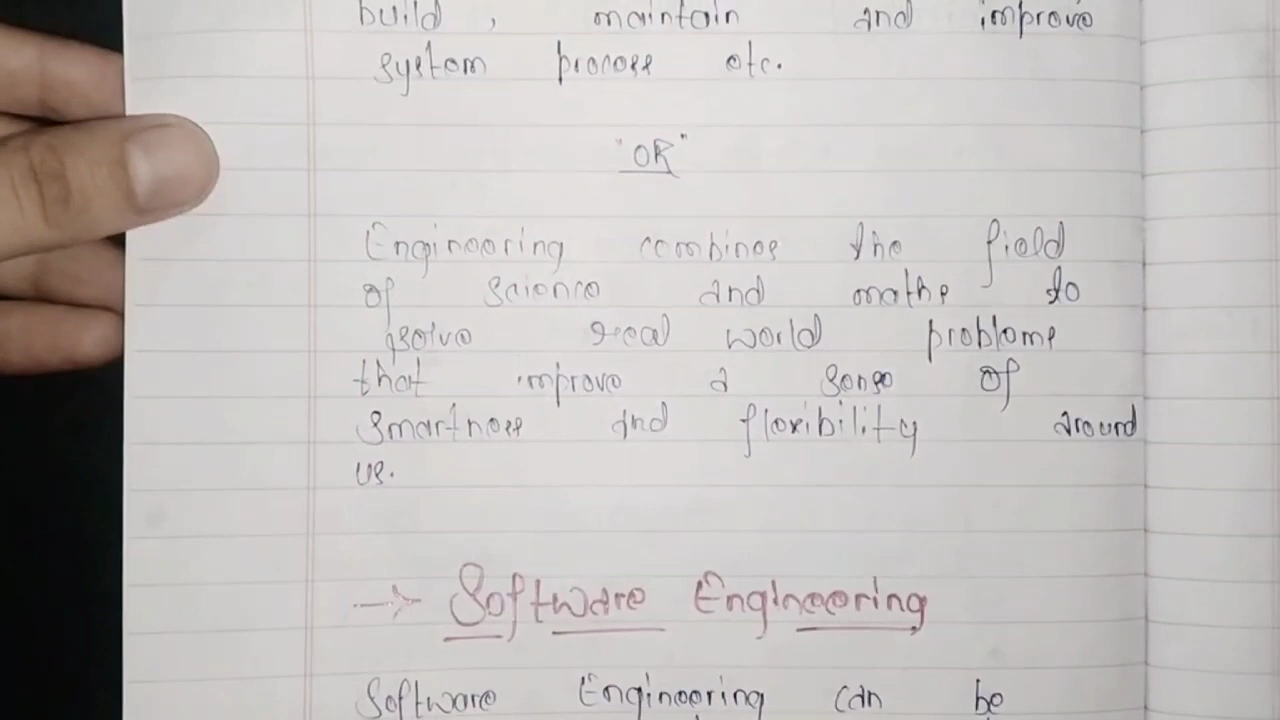 build, maintain and improve
system process etc.
"OR"
Engineering combines the field
of science and maths to
solve real world problems
that improve a sense of
smartness and flexibility around
us.
→ Software Engineering
Software Engineering can be